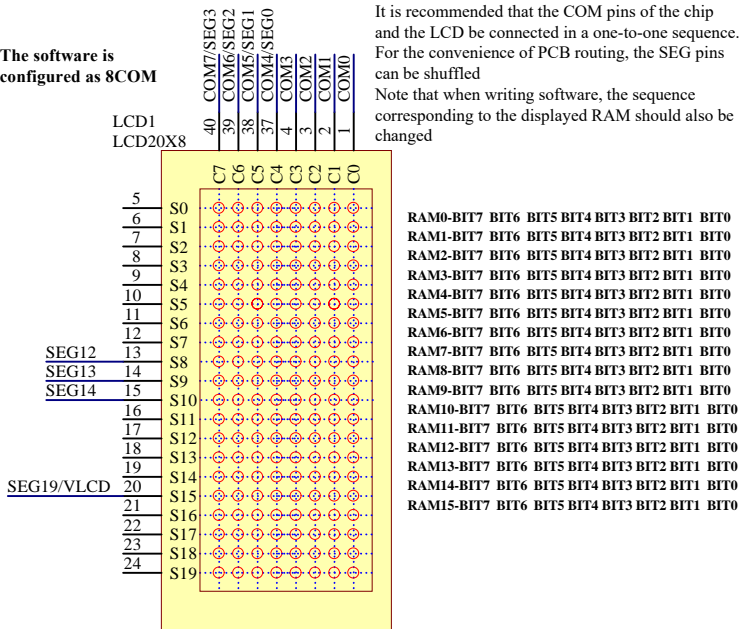 It is recommended that the COM pins of the chip
and the LCD be connected in a one-to-one sequence.
For the convenience of PCB routing, the SEG pins
can be shuffled
Note that when writing software, the sequence
corresponding to the displayed RAM should also be
changed
The software is
configured as 8COM
LCD1
LCD20X8
40 COM7/SEG3
39 COM6/SEG2
38 COM5/SEG1
37 COM4/SEG0
4 COM3
3 COM2
2 COM1
1 COM0
C7 C6 C5 C4 C3 C2 C1 C0
5 S0 RAM0-BIT7 BIT6 BIT5 BIT4 BIT3 BIT2 BIT1 BIT0
6 S1 RAM1-BIT7 BIT6 BIT5 BIT4 BIT3 BIT2 BIT1 BIT0
7 S2 RAM2-BIT7 BIT6 BIT5 BIT4 BIT3 BIT2 BIT1 BIT0
8 S3 RAM3-BIT7 BIT6 BIT5 BIT4 BIT3 BIT2 BIT1 BIT0
9 S4 RAM4-BIT7 BIT6 BIT5 BIT4 BIT3 BIT2 BIT1 BIT0
10 S5 RAM5-BIT7 BIT6 BIT5 BIT4 BIT3 BIT2 BIT1 BIT0
11 S6 RAM6-BIT7 BIT6 BIT5 BIT4 BIT3 BIT2 BIT1 BIT0
12 S7 RAM7-BIT7 BIT6 BIT5 BIT4 BIT3 BIT2 BIT1 BIT0
SEG12 13 S8 RAM8-BIT7 BIT6 BIT5 BIT4 BIT3 BIT2 BIT1 BIT0
SEG13 14 S9 RAM9-BIT7 BIT6 BIT5 BIT4 BIT3 BIT2 BIT1 BIT0
SEG14 15 S10 RAM10-BIT7 BIT6 BIT5 BIT4 BIT3 BIT2 BIT1 BIT0
16 S11 RAM11-BIT7 BIT6 BIT5 BIT4 BIT3 BIT2 BIT1 BIT0
17 S12 RAM12-BIT7 BIT6 BIT5 BIT4 BIT3 BIT2 BIT1 BIT0
18 S13 RAM13-BIT7 BIT6 BIT5 BIT4 BIT3 BIT2 BIT1 BIT0
19 S14 RAM14-BIT7 BIT6 BIT5 BIT4 BIT3 BIT2 BIT1 BIT0
SEG19/VLCD 20 S15 RAM15-BIT7 BIT6 BIT5 BIT4 BIT3 BIT2 BIT1 BIT0
21 S16
22 S17
23 S18
24 S19